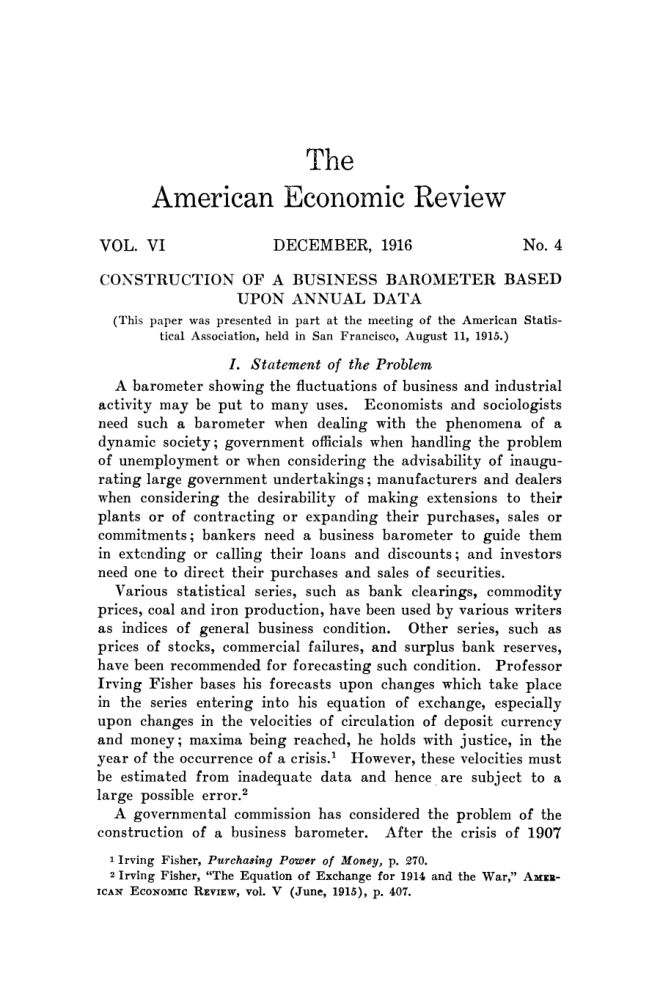 The
American Economic Review
VOL. VI DECEMBER, 1916 No. 4
CONSTRUCTION OF A BUSINESS BAROMETER BASED
UPON ANNUAL DATA
(This paper was presented in part at the meeting of the American Statis-
tical Association, held in San Francisco, August 11, 1915.)
I. Statement of the Problem
A barometer showing the fluctuations of business and industrial
activity may be put to many uses. Economists and sociologists
need such a barometer when dealing with the phenomena of a
dynamic society; government officials when handling the problem
of unemployment or when considering the advisability of inaugu-
rating large government undertakings; manufacturers and dealers
when considering the desirability of making extensions to their
plants or of contracting or expanding their purchases, sales or
commitments; bankers need a business barometer to guide them
in extending or calling their loans and discounts; and investors
need one to direct their purchases and sales of securities.
Various statistical series, such as bank clearings, commodity
prices, coal and iron production, have been used by various writers
as indices of general business condition. Other series, such as
prices of stocks, commercial failures, and surplus bank reserves,
have been recommended for forecasting such condition. Professor
Irving Fisher bases his forecasts upon changes which take place
in the series entering into his equation of exchange, especially
upon changes in the velocities of circulation of deposit currency
and money; maxima being reached, he holds with justice, in the
year of the occurrence of a crisis.¹ However, these velocities must
be estimated from inadequate data and hence are subject to a
large possible error.²
A governmental commission has considered the problem of the
construction of a business barometer. After the crisis of 1907
¹ Irving Fisher, Purchasing Power of Money, p. 270.
² Irving Fisher, "The Equation of Exchange for 1914 and the War," AMER-
ICAN ECONOMIC REVIEW, vol. V (June, 1915), p. 407.